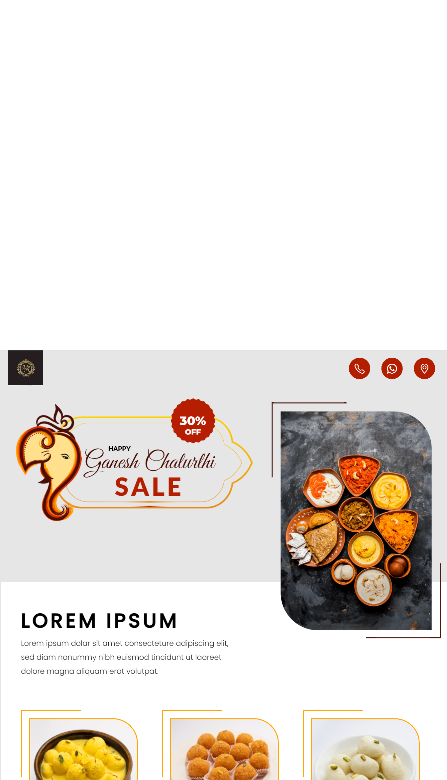 30%
OFF
HAPPY
Ganesh Chaturthi
SALE
LOREM IPSUM
Lorem ipsum dolor sit amet consecteture adipiscing elit,
sed diam nonummy nibh euismod tincidunt ut laoreet
dolore magna aliquam erat volutpat.